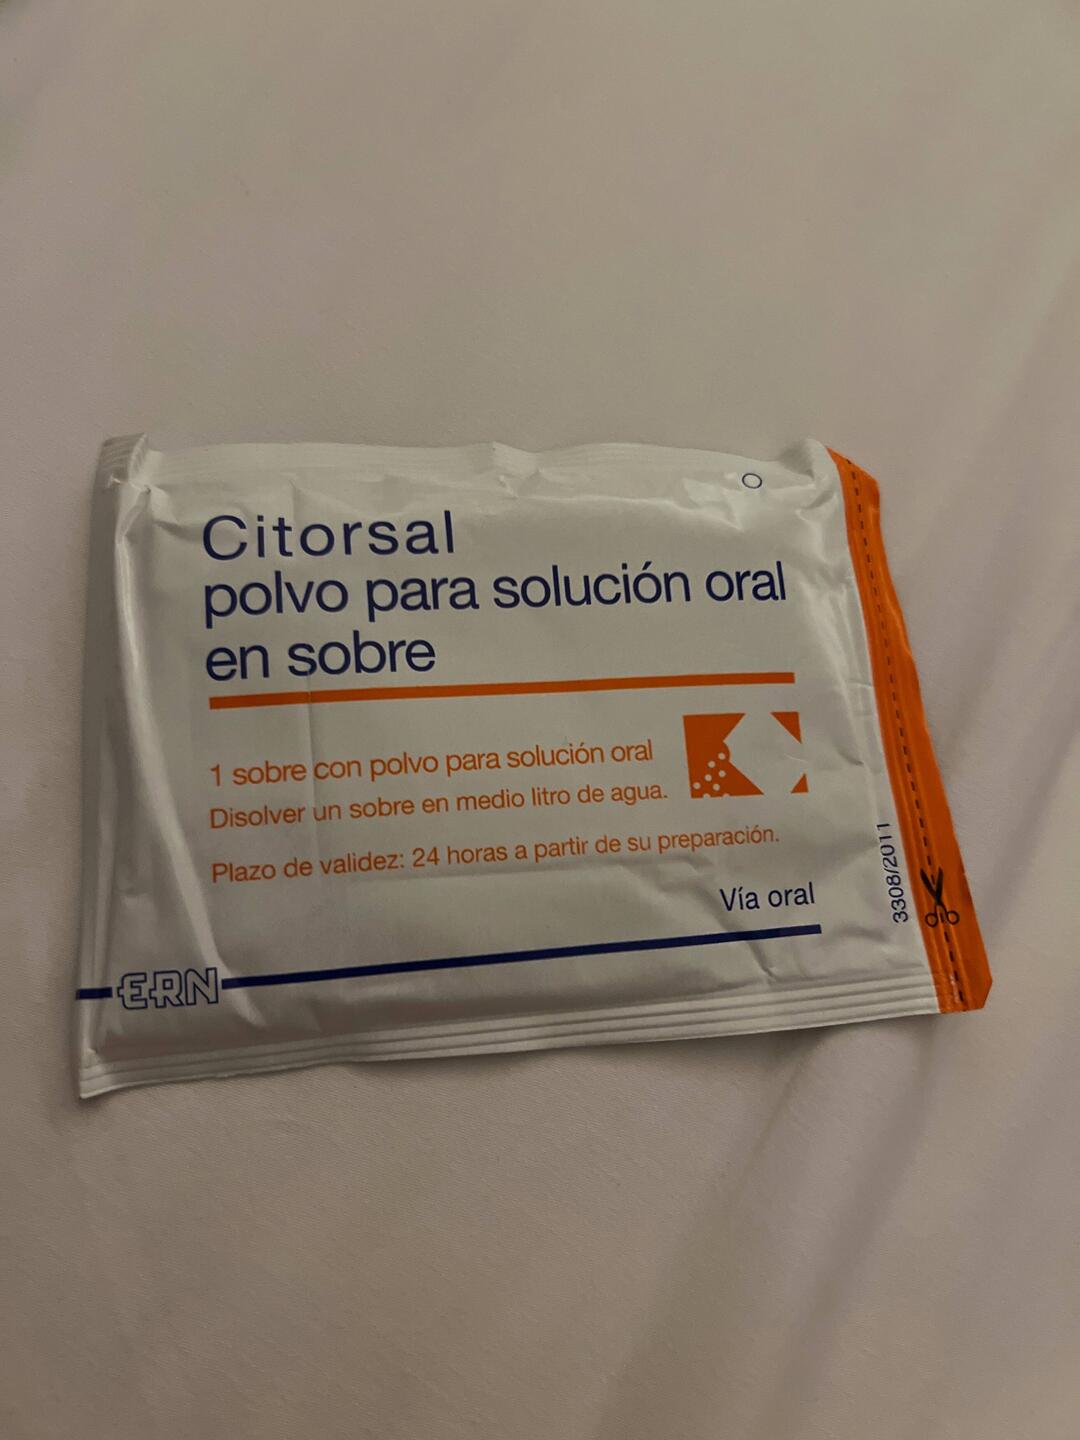 Citorsal
polvo para solución oral
en sobre
1 sobre con polvo para solución oral
Disolver un sobre en medio litro de agua.
Plazo de validez: 24 horas a partir de su preparación.
Vía oral
3308/2011
ERN